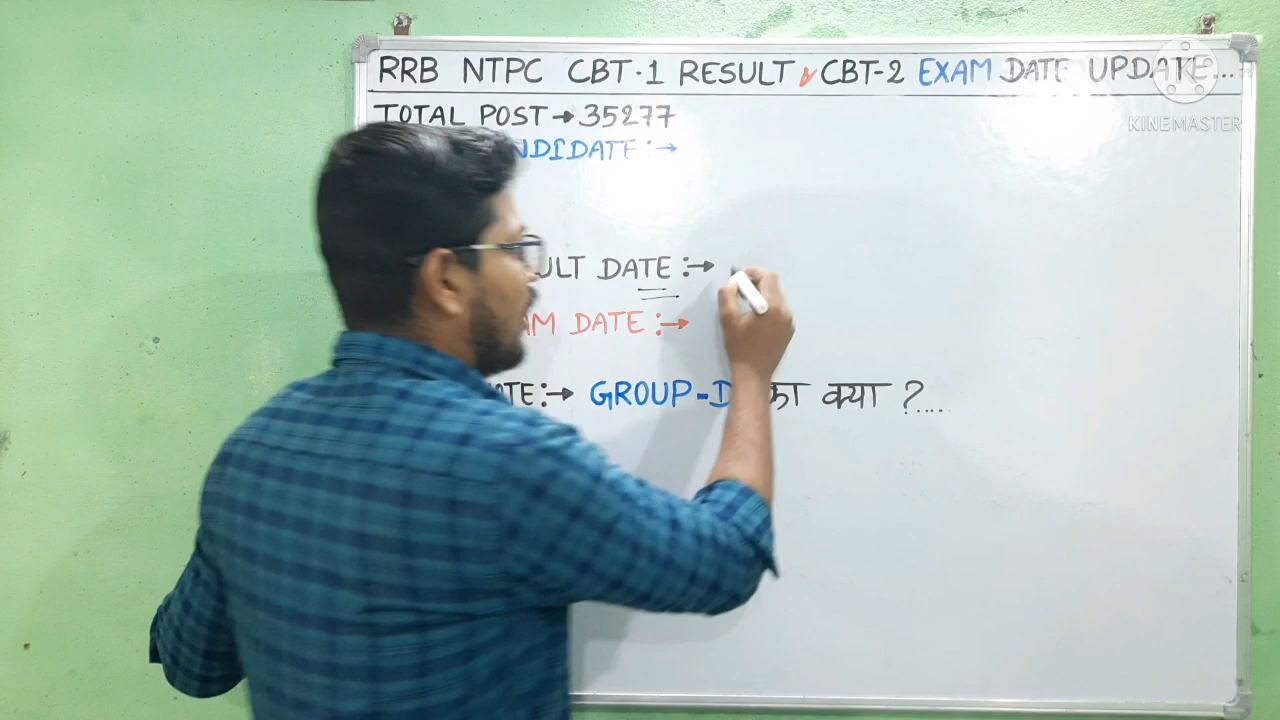 RRB NTPC CBT-1 RESULT & CBT-2 EXAM DATE UPDATE...
KINEMASTER
TOTAL POST → 35277
NDIDATE :→
ULT DATE :→
AM DATE :→
ATE :→ GROUP-D का क्या ?....